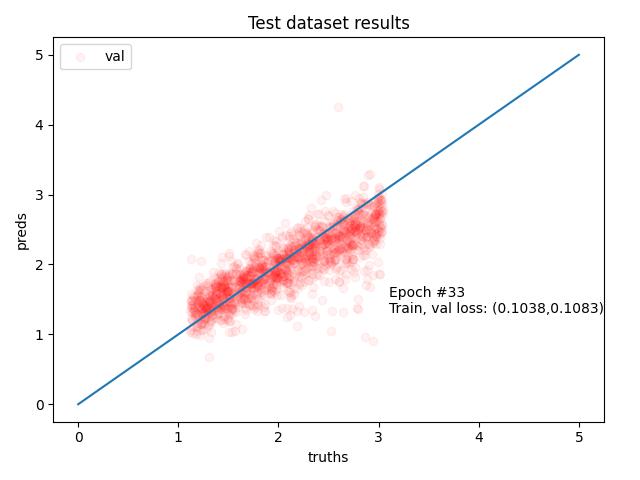 Test dataset results
val
5
4
3
2
1
0
preds
Epoch #33
Train, val loss: (0.1038,0.1083)
0 1 2 3 4 5
truths